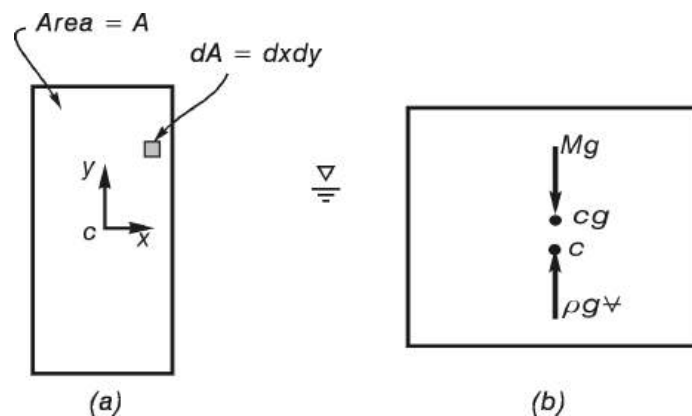 Area = A
dA = dxdy
y
c
x
(a)
Mg
cg
c
ρg∀
(b)